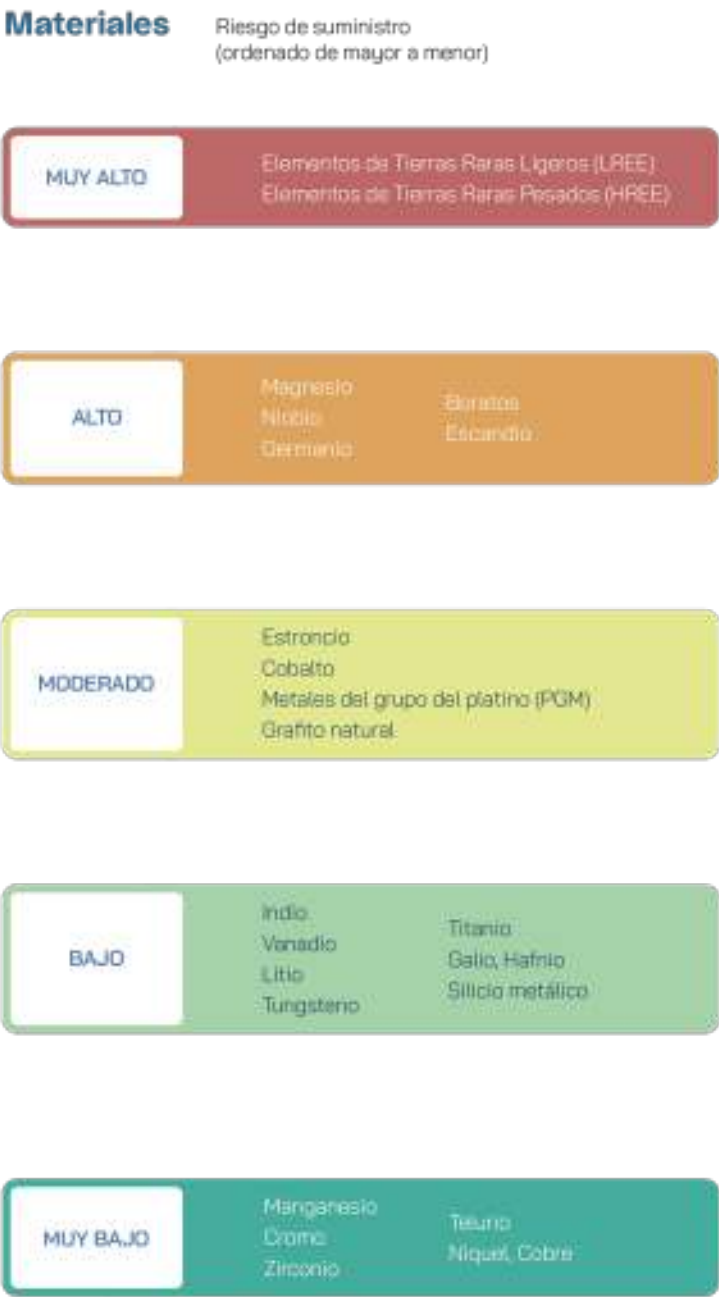 Materiales
Riesgo de suministro
(ordenado de mayor a menor)
MUY ALTO
Elementos de Tierras Raras Ligeros (LREE)
Elementos de Tierras Raras Pesados (HREE)
ALTO
Magnesio
Niobio
Germanio
Boratos
Escandio
MODERADO
Estroncio
Cobalto
Metales del grupo del platino (PGM)
Grafito natural
BAJO
Indio
Vanadio
Litio
Tungsteno
Titanio
Galio, Hafnio
Silicio metálico
MUY BAJO
Manganesio
Cromo
Zirconio
Telurio
Niquel, Cobre